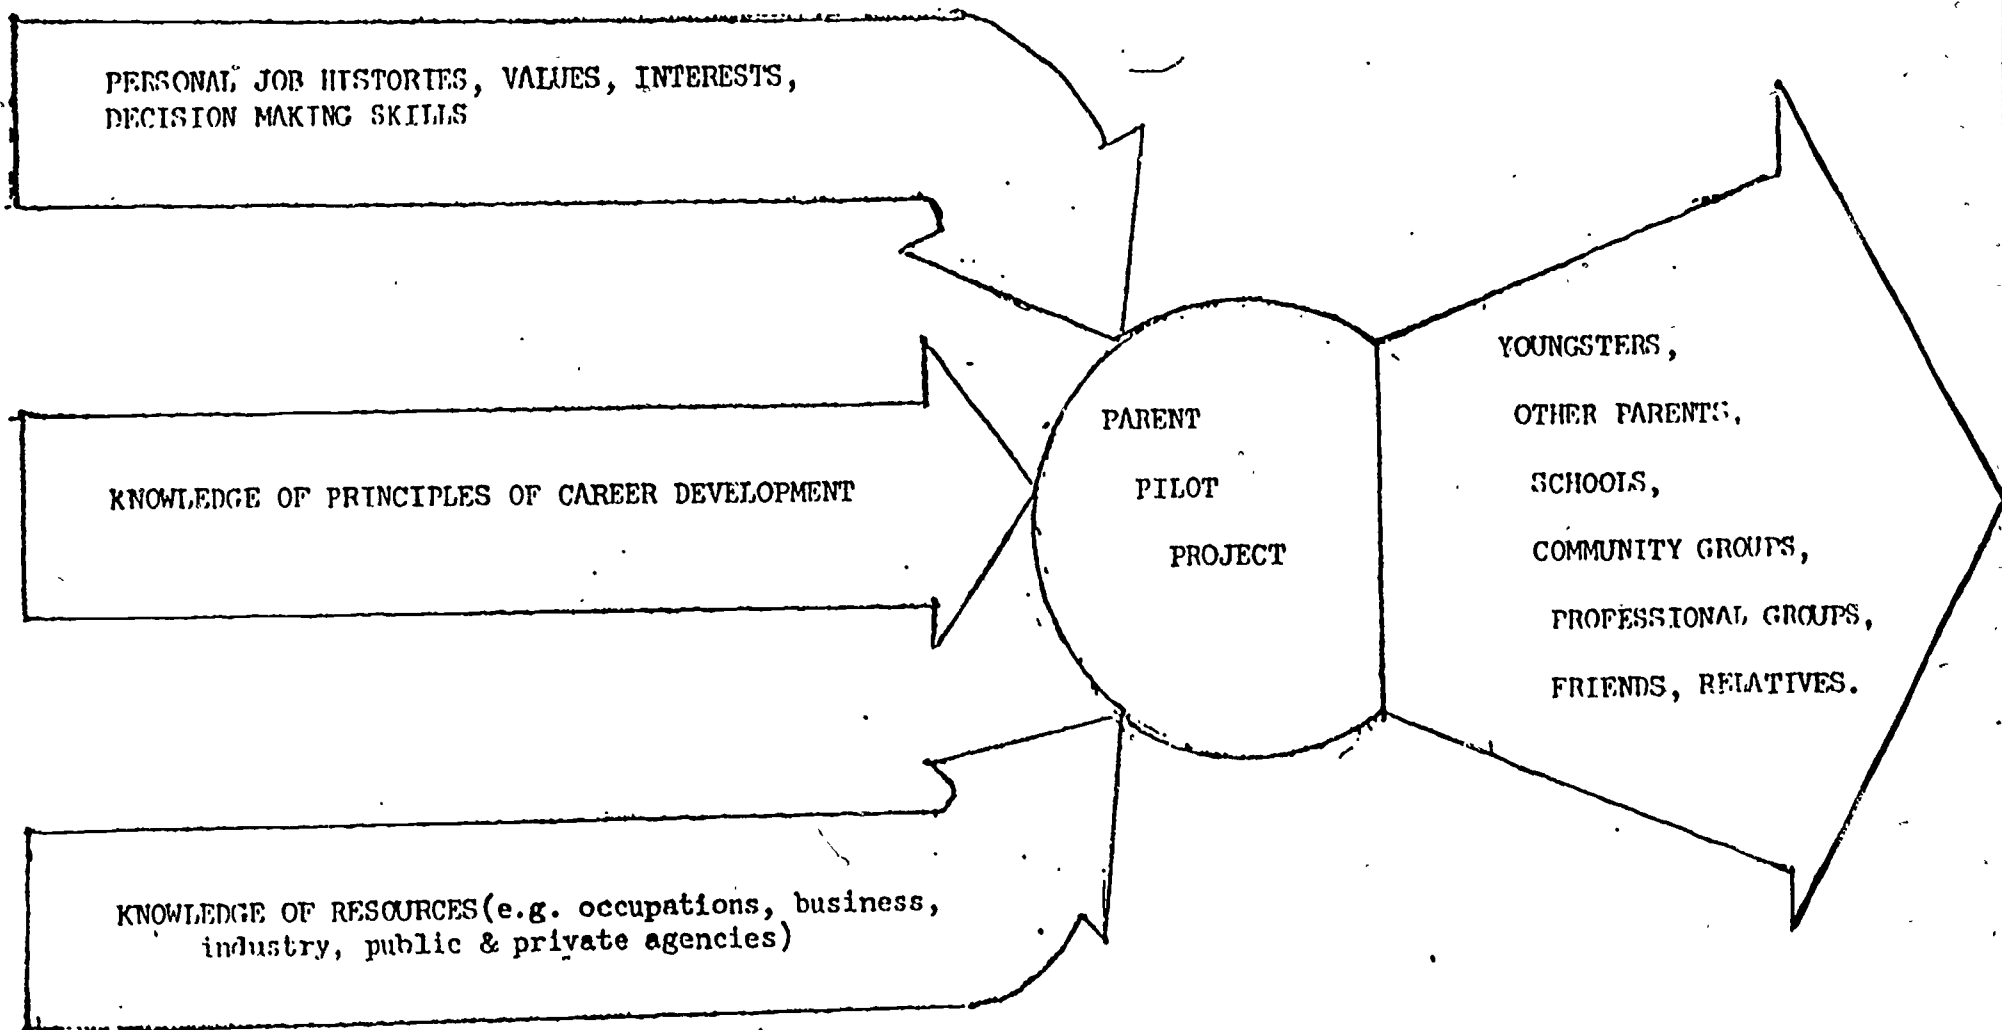 PERSONAL JOB HISTORIES, VALUES, INTERESTS,
DECISION MAKING SKILLS
KNOWLEDGE OF PRINCIPLES OF CAREER DEVELOPMENT
KNOWLEDGE OF RESOURCES(e.g. occupations, business,
industry, public & private agencies)
PARENT
PILOT
PROJECT
YOUNGSTERS,
OTHER PARENTS,
SCHOOLS,
COMMUNITY GROUPS,
PROFESSIONAL GROUPS,
FRIENDS, RELATIVES.